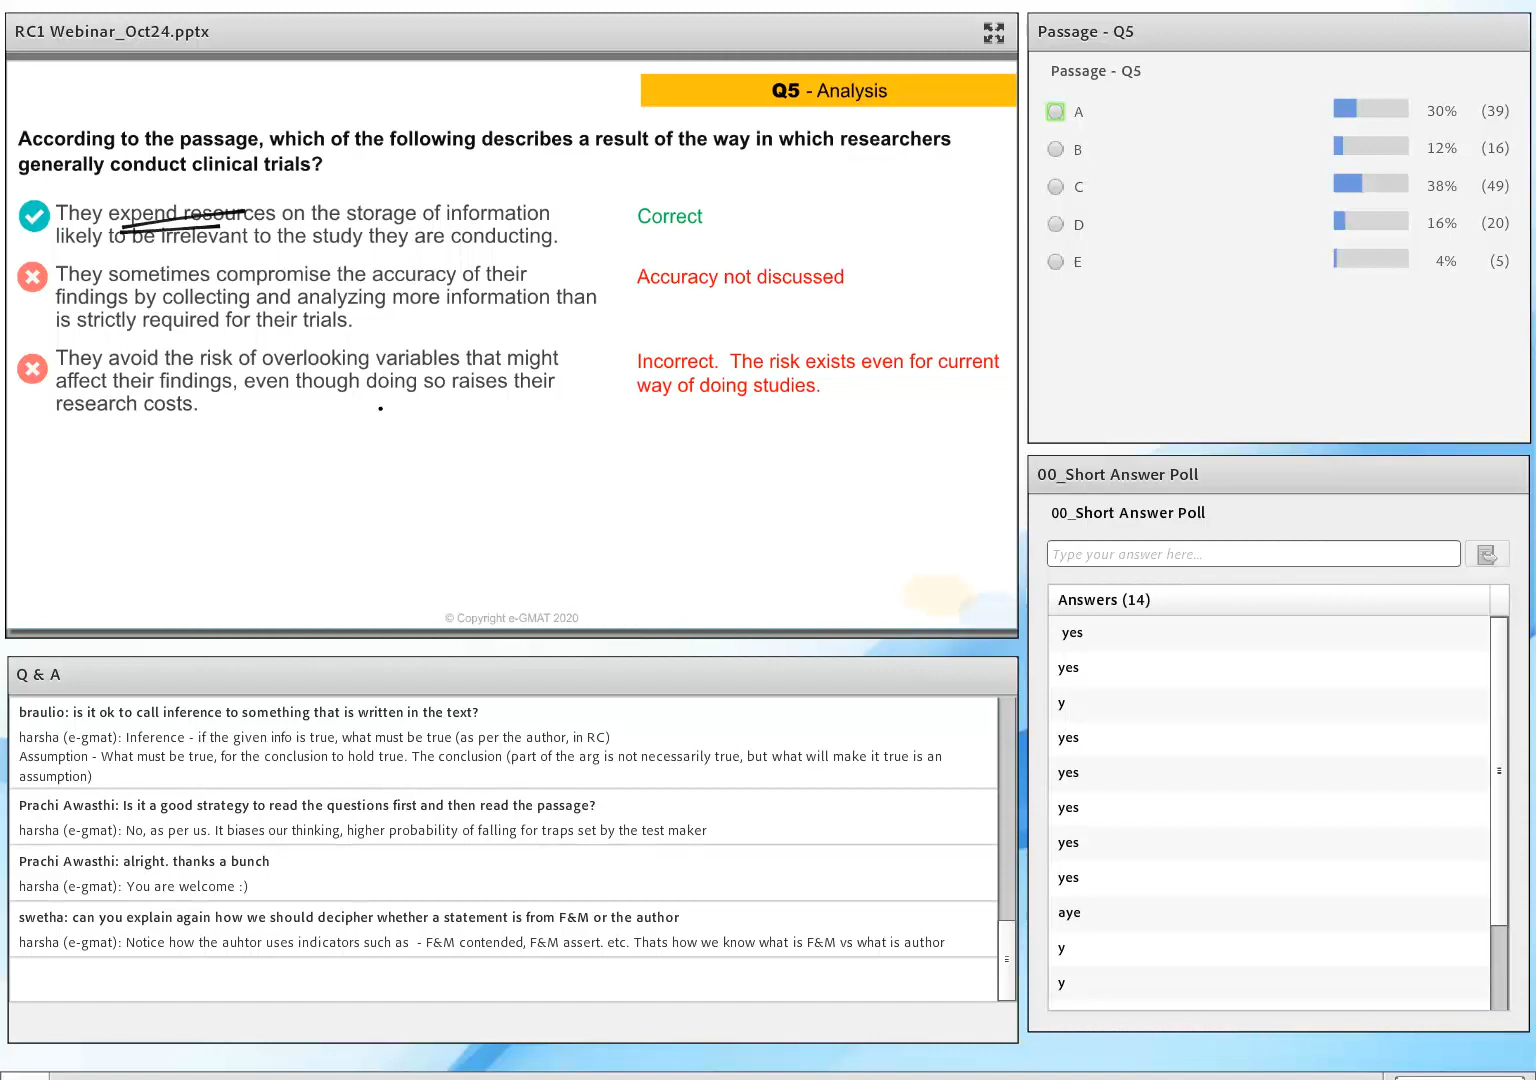 RC1 Webinar_Oct24.pptx
Q5 - Analysis
According to the passage, which of the following describes a result of the way in which researchers
generally conduct clinical trials?
They expend resources on the storage of information
likely to be irrelevant to the study they are conducting.
Correct
They sometimes compromise the accuracy of their
findings by collecting and analyzing more information than
is strictly required for their trials.
Accuracy not discussed
They avoid the risk of overlooking variables that might
affect their findings, even though doing so raises their
research costs.
Incorrect. The risk exists even for current
way of doing studies.
© Copyright e-GMAT 2020
Passage - Q5
Passage - Q5
A 30% (39)
B 12% (16)
C 38% (49)
D 16% (20)
E 4% (5)
00_Short Answer Poll
00_Short Answer Poll
Type your answer here...
Answers (14)
yes
yes
y
yes
yes
yes
yes
yes
aye
y
y
Q & A
braulio: is it ok to call inference to something that is written in the text?
harsha (e-gmat): Inference - if the given info is true, what must be true (as per the author, in RC)
Assumption - What must be true, for the conclusion to hold true. The conclusion (part of the arg is not necessarily true, but what will make it true is an
assumption)
Prachi Awasthi: Is it a good strategy to read the questions first and then read the passage?
harsha (e-gmat): No, as per us. It biases our thinking, higher probability of falling for traps set by the test maker
Prachi Awasthi: alright. thanks a bunch
harsha (e-gmat): You are welcome :)
swetha: can you explain again how we should decipher whether a statement is from F&M or the author
harsha (e-gmat): Notice how the auhtor uses indicators such as - F&M contended, F&M assert. etc. Thats how we know what is F&M vs what is author